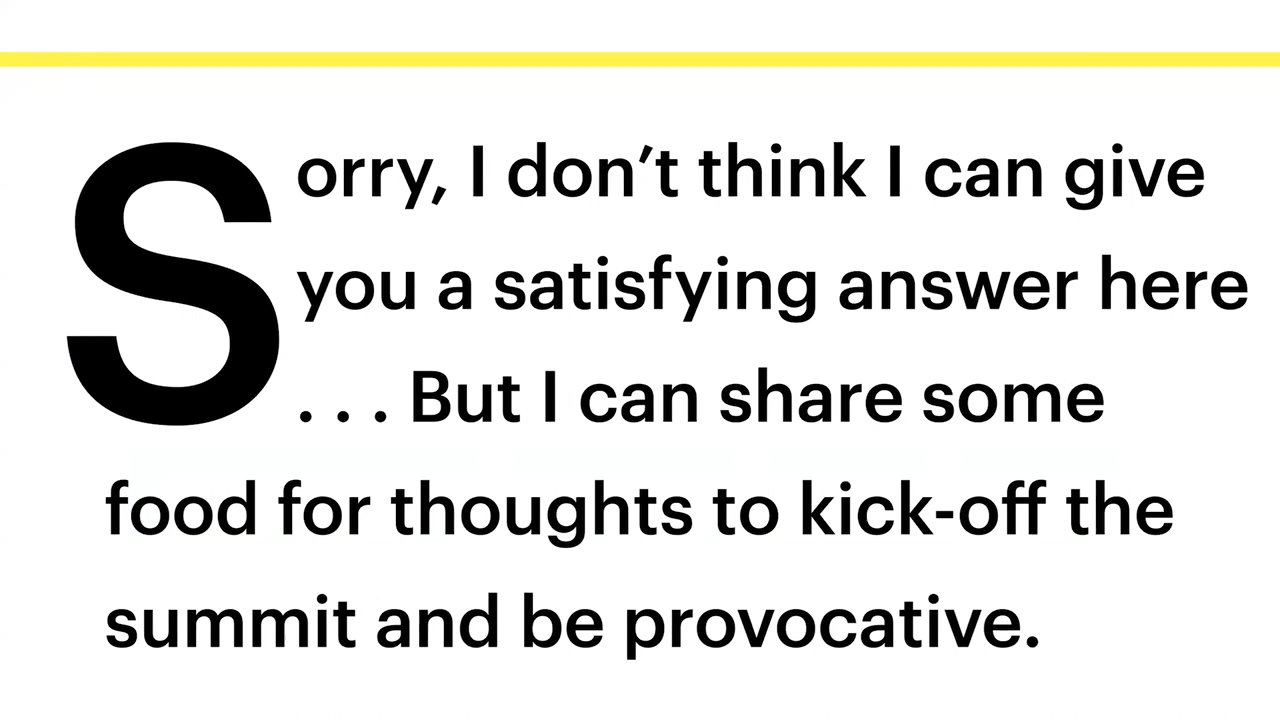 Sorry, I don’t think I can give
you a satisfying answer here
. . . But I can share some
food for thoughts to kick-off the
summit and be provocative.